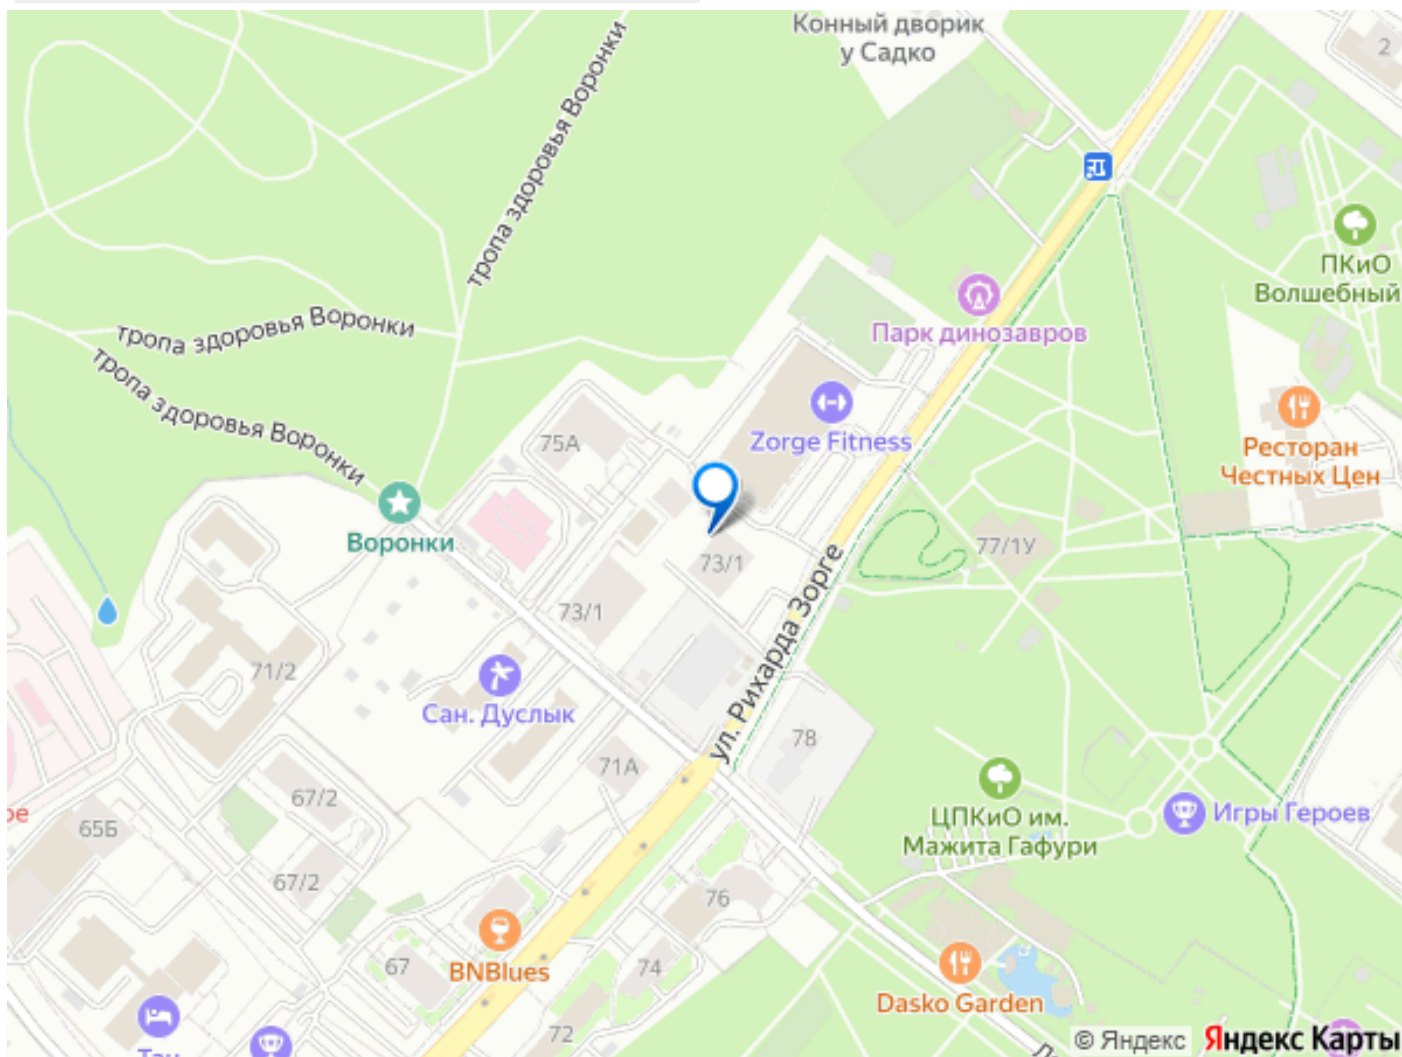 Конный дворик
у Садко
2
тропа здоровья Воронки
ПКиО
Волшебный
Парк динозавров
тропа здоровья Воронки
тропа здоровья Воронки
75А
Zorge Fitness
Ресторан
Честных Цен
Воронки
73/1
77/1У
73/1
ул. Рихарда Зорге
71/2
Сан. Дуслык
78
71А
67/2
ЦПКиО им.
Мажита Гафури
Игры Героев
65Б
67/2
76
BNBlues
67
74
Dasko Garden
72
© Яндекс Яндекс Карты